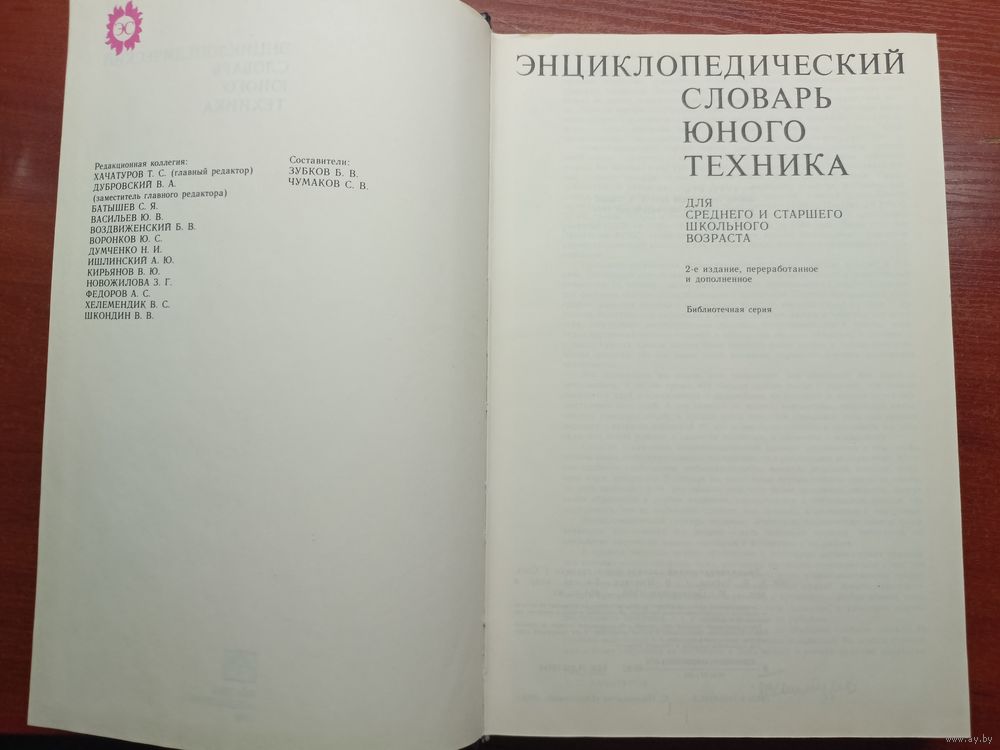 ЭС
Редакционная коллегия:
ХАЧАТУРОВ Т. С. (главный редактор)
ДУБРОВСКИЙ В. А.
(заместитель главного редактора)
БАТЫШЕВ С. Я.
ВАСИЛЬЕВ Ю. В.
ВОЗДВИЖЕНСКИЙ Б. В.
ВОРОНКОВ Ю. С.
ДУМЧЕНКО Н. И.
ИШЛИНСКИЙ А. Ю.
КИРЬЯНОВ В. Ю.
НОВОЖИЛОВА З. Г.
ФЕДОРОВ А. С.
ХЕЛЕМЕНДИК В. С.
ШКОНДИН В. В.
Составители:
ЗУБКОВ Б. В.
ЧУМАКОВ С. В.
ЭНЦИКЛОПЕДИЧЕСКИЙ
СЛОВАРЬ
ЮНОГО
ТЕХНИКА
ДЛЯ
СРЕДНЕГО И СТАРШЕГО
ШКОЛЬНОГО
ВОЗРАСТА
2-е издание, переработанное
и дополненное
Библиотечная серия
www.ay.by